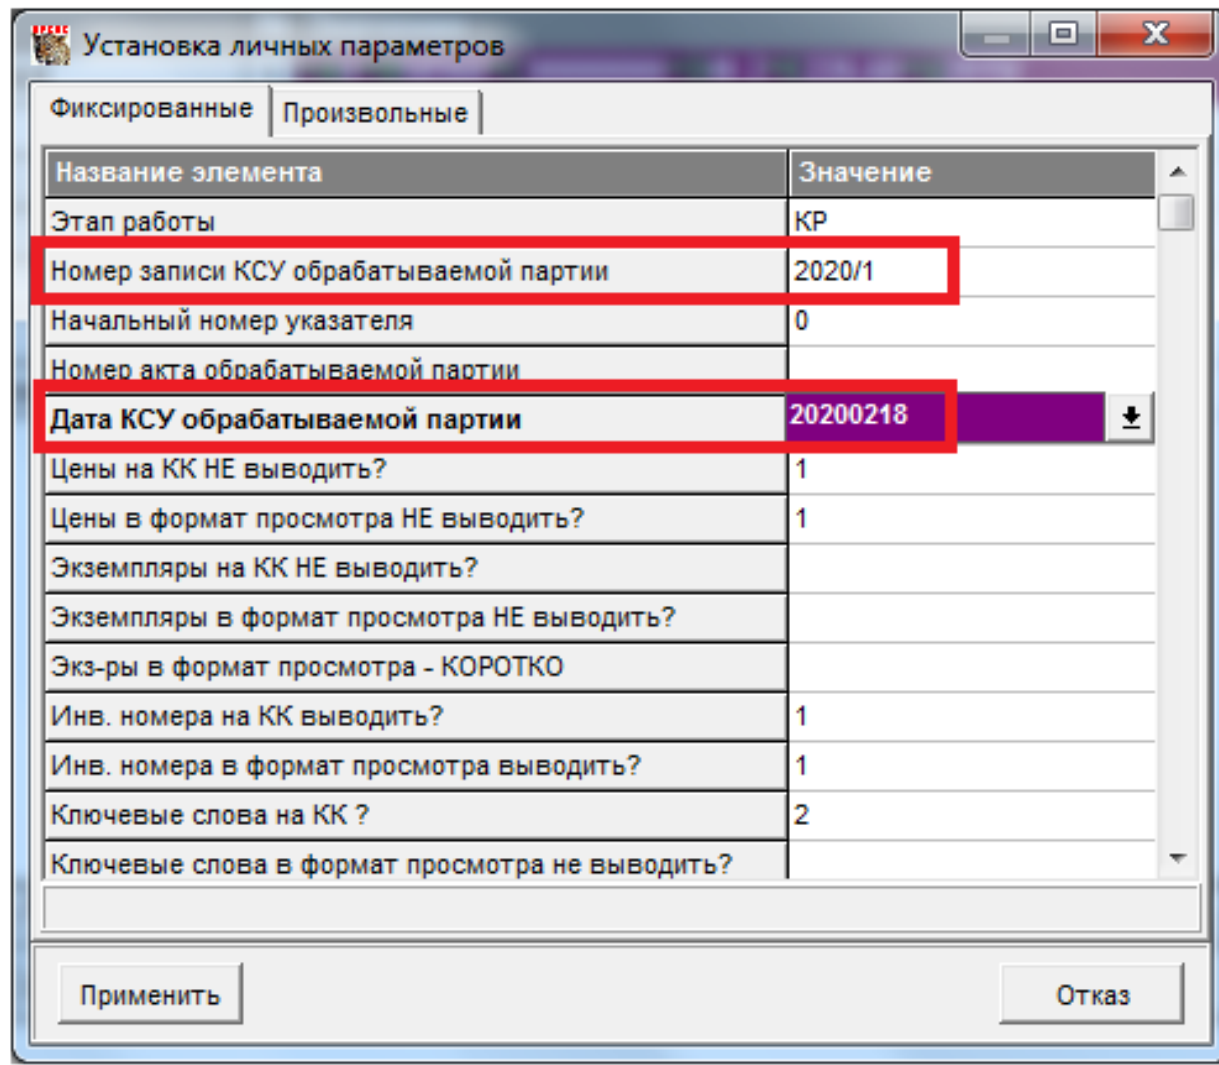 Установка личных параметров
Фиксированные Произвольные
Название элемента Значение
Этап работы КР
Номер записи КСУ обрабатываемой партии 2020/1
Начальный номер указателя 0
Номер акта обрабатываемой партии
Дата КСУ обрабатываемой партии 20200218
Цены на КК НЕ выводить? 1
Цены в формат просмотра НЕ выводить? 1
Экземпляры на КК НЕ выводить?
Экземпляры в формат просмотра НЕ выводить?
Экз-ры в формат просмотра - КОРОТКО
Инв. номера на КК выводить? 1
Инв. номера в формат просмотра выводить? 1
Ключевые слова на КК ? 2
Ключевые слова в формат просмотра не выводить?
Применить Отказ